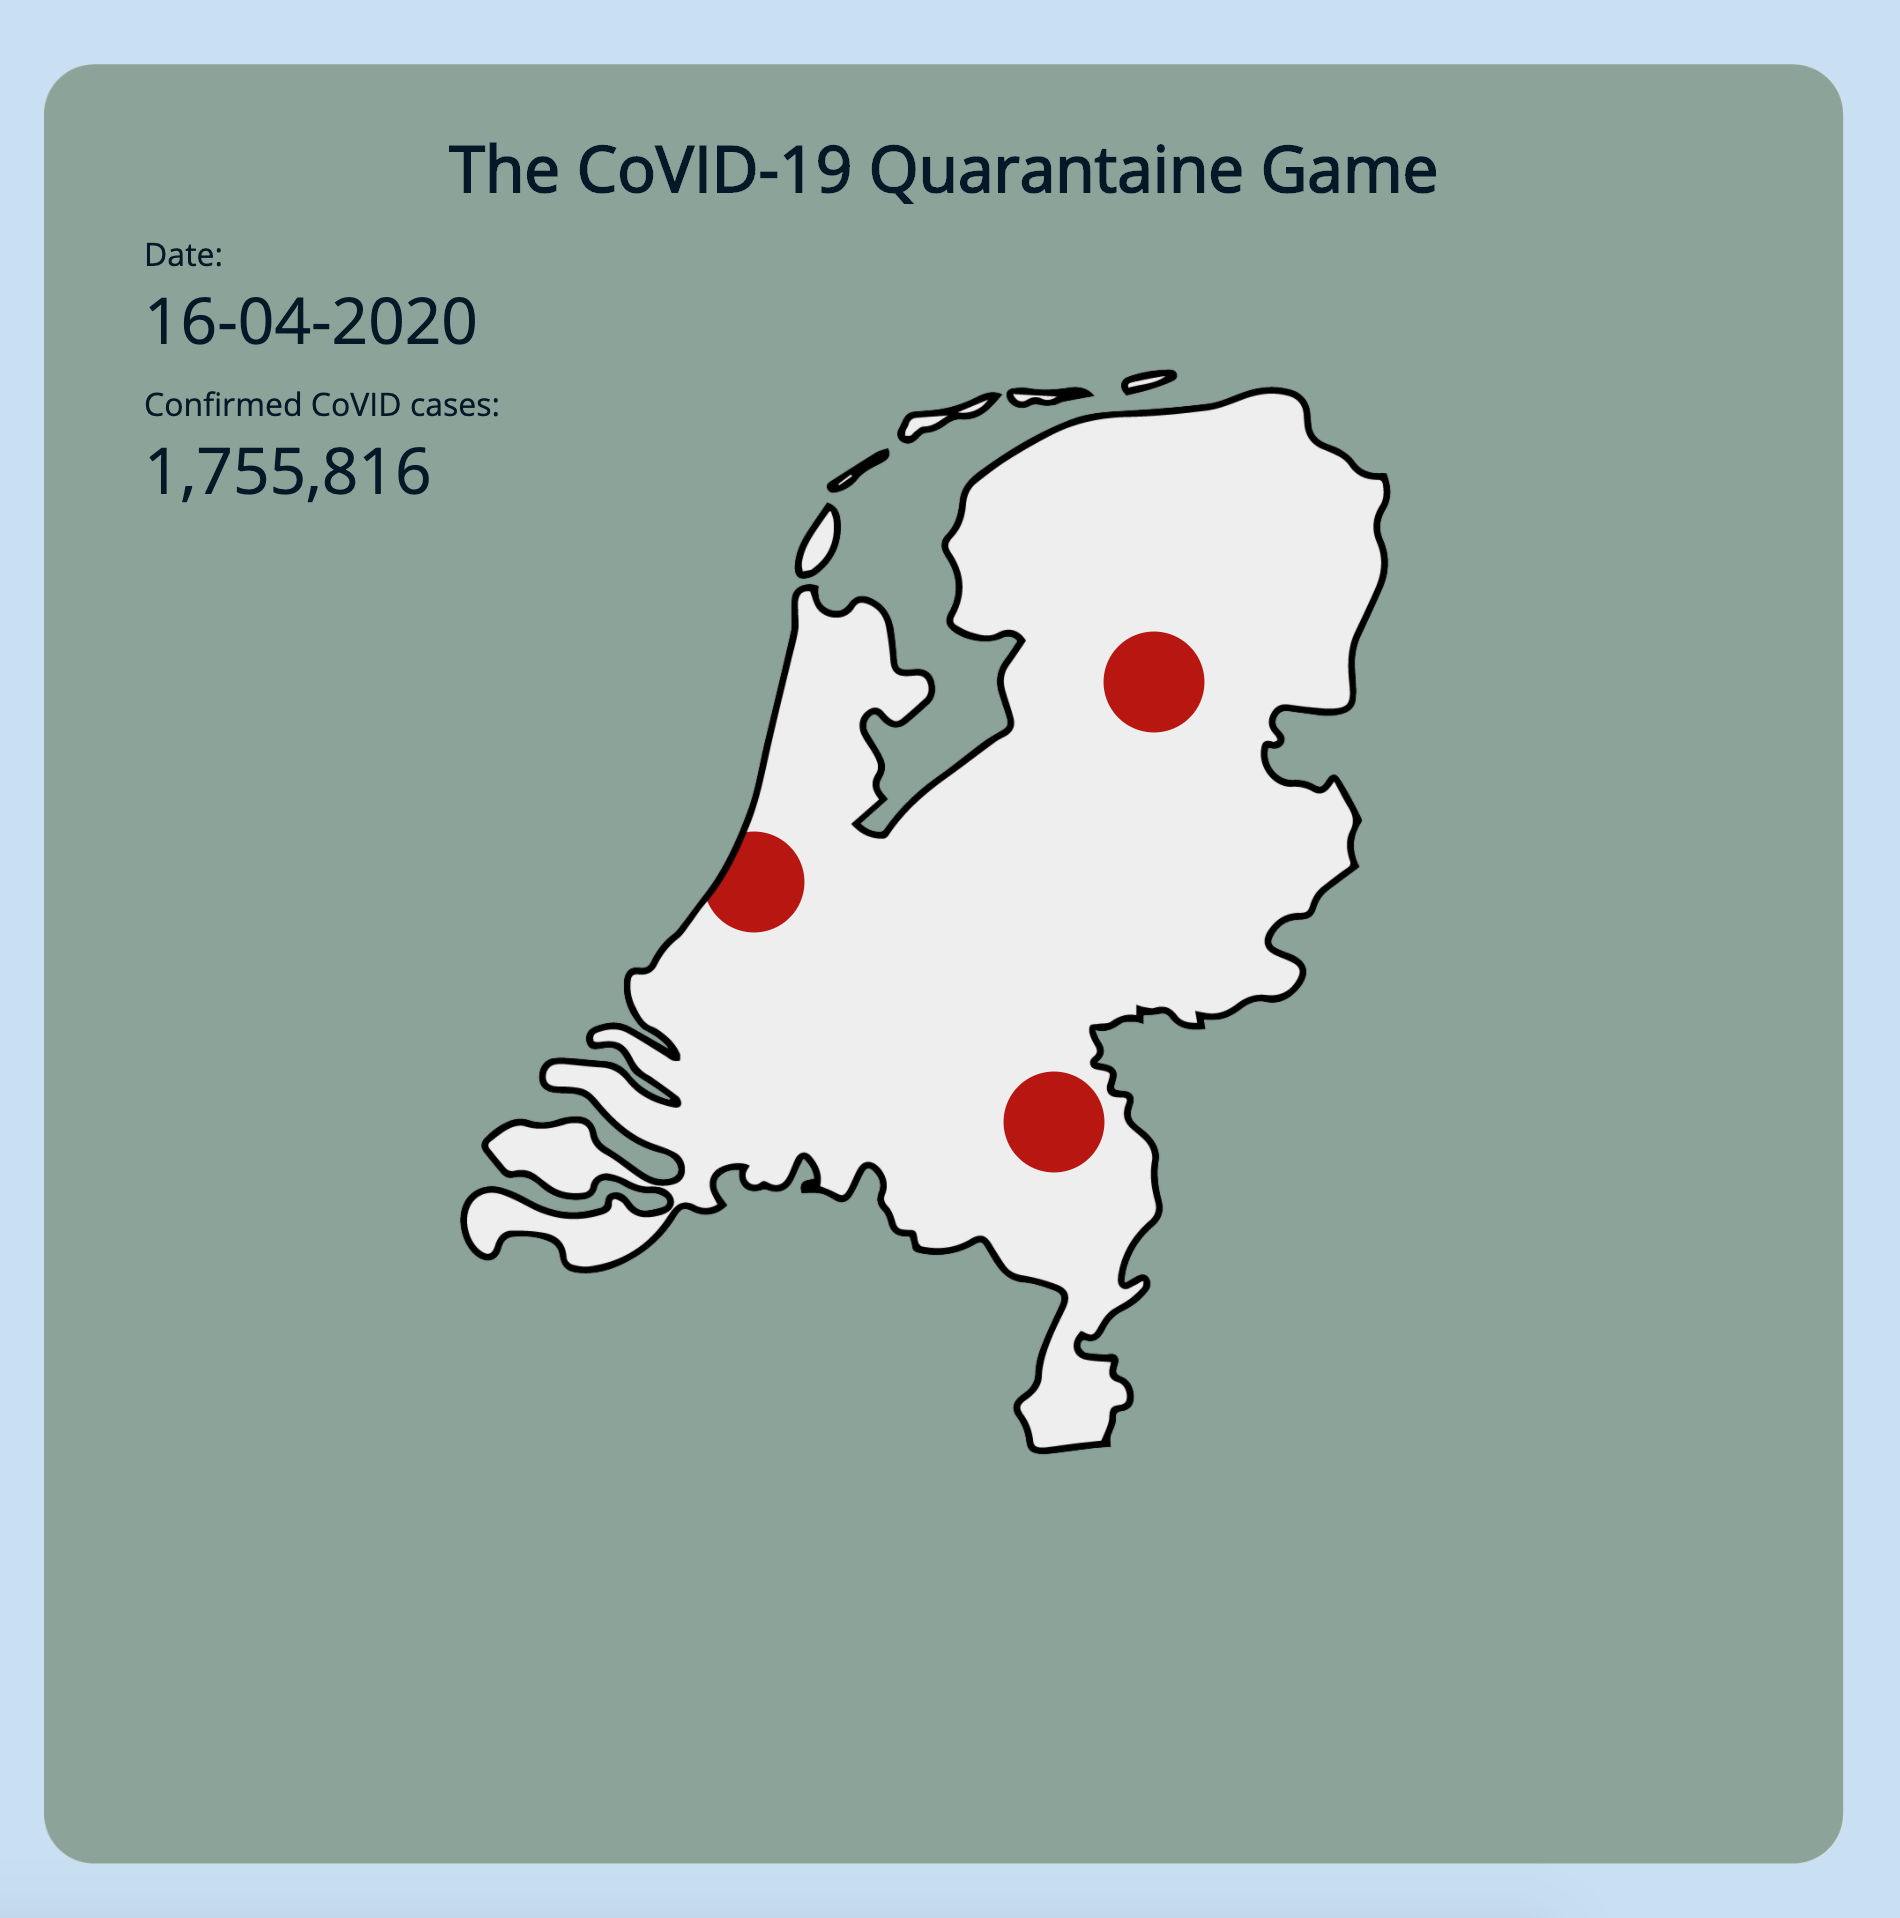 The CoVID-19 Quarantaine Game
Date:
16-04-2020
Confirmed CoVID cases:
1,755,816